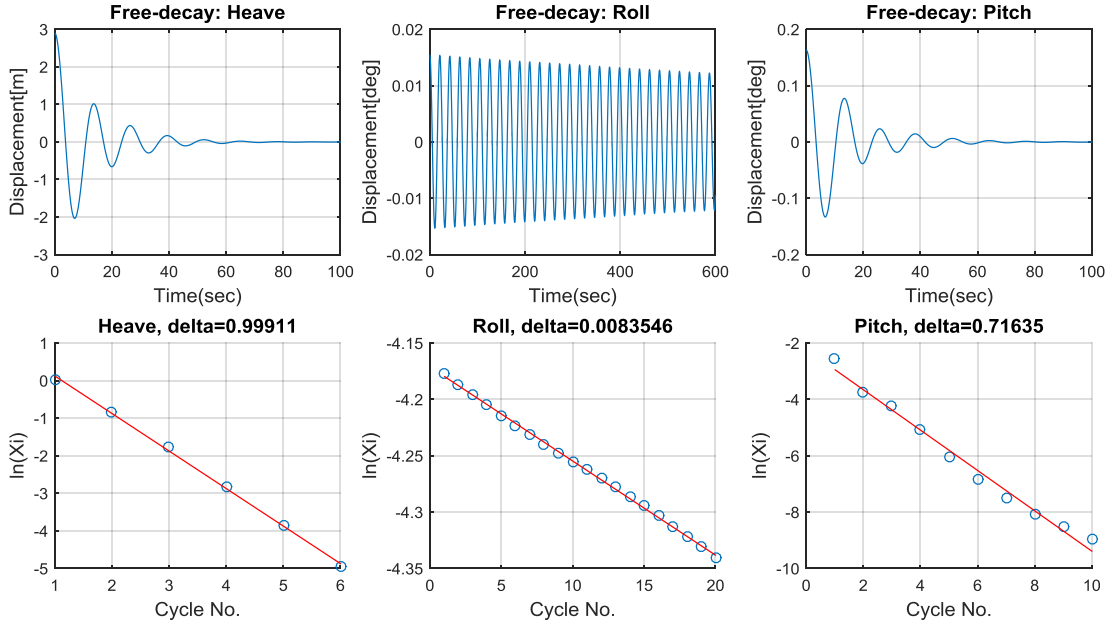 Free-decay: Heave
3
2
1
0
-1
-2
-3
Displacement[m]
0 20 40 60 80 100
Time(sec)
Free-decay: Roll
0.02
0.01
0
-0.01
-0.02
Displacement[deg]
0 200 400 600
Time(sec)
Free-decay: Pitch
0.2
0.1
0
-0.1
-0.2
Displacement[deg]
0 20 40 60 80 100
Time(sec)
Heave, delta=0.99911
1
0
-1
-2
-3
-4
-5
ln(Xi)
1 2 3 4 5 6
Cycle No.
Roll, delta=0.0083546
-4.15
-4.2
-4.25
-4.3
-4.35
ln(Xi)
0 5 10 15 20
Cycle No.
Pitch, delta=0.71635
-2
-4
-6
-8
-10
ln(Xi)
0 2 4 6 8 10
Cycle No.